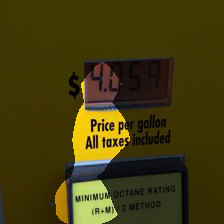 $ 4.059
Price per gallon
All taxes included
MINIMUM OCTANE RATING
(R+M)/2 METHOD